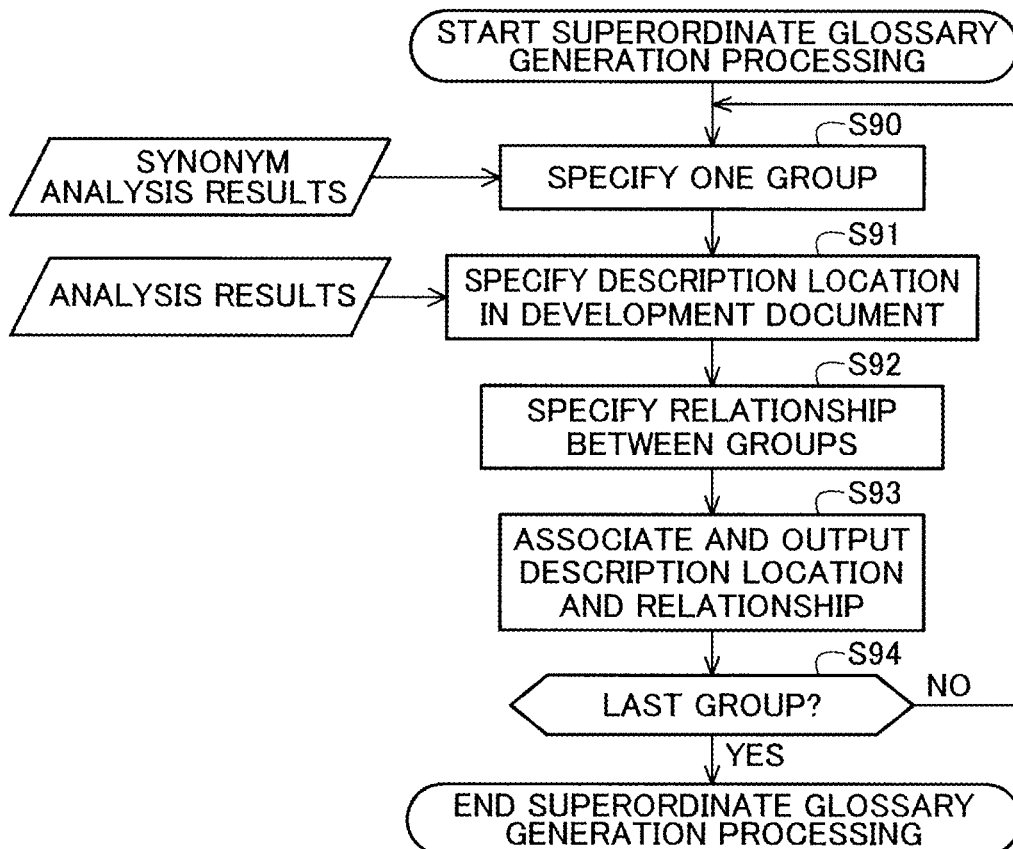 START SUPERORDINATE GLOSSARY
GENERATION PROCESSING
S90
SYNONYM
ANALYSIS RESULTS
SPECIFY ONE GROUP
S91
ANALYSIS RESULTS
SPECIFY DESCRIPTION LOCATION
IN DEVELOPMENT DOCUMENT
S92
SPECIFY RELATIONSHIP
BETWEEN GROUPS
S93
ASSOCIATE AND OUTPUT
DESCRIPTION LOCATION
AND RELATIONSHIP
S94
LAST GROUP?
NO
YES
END SUPERORDINATE GLOSSARY
GENERATION PROCESSING